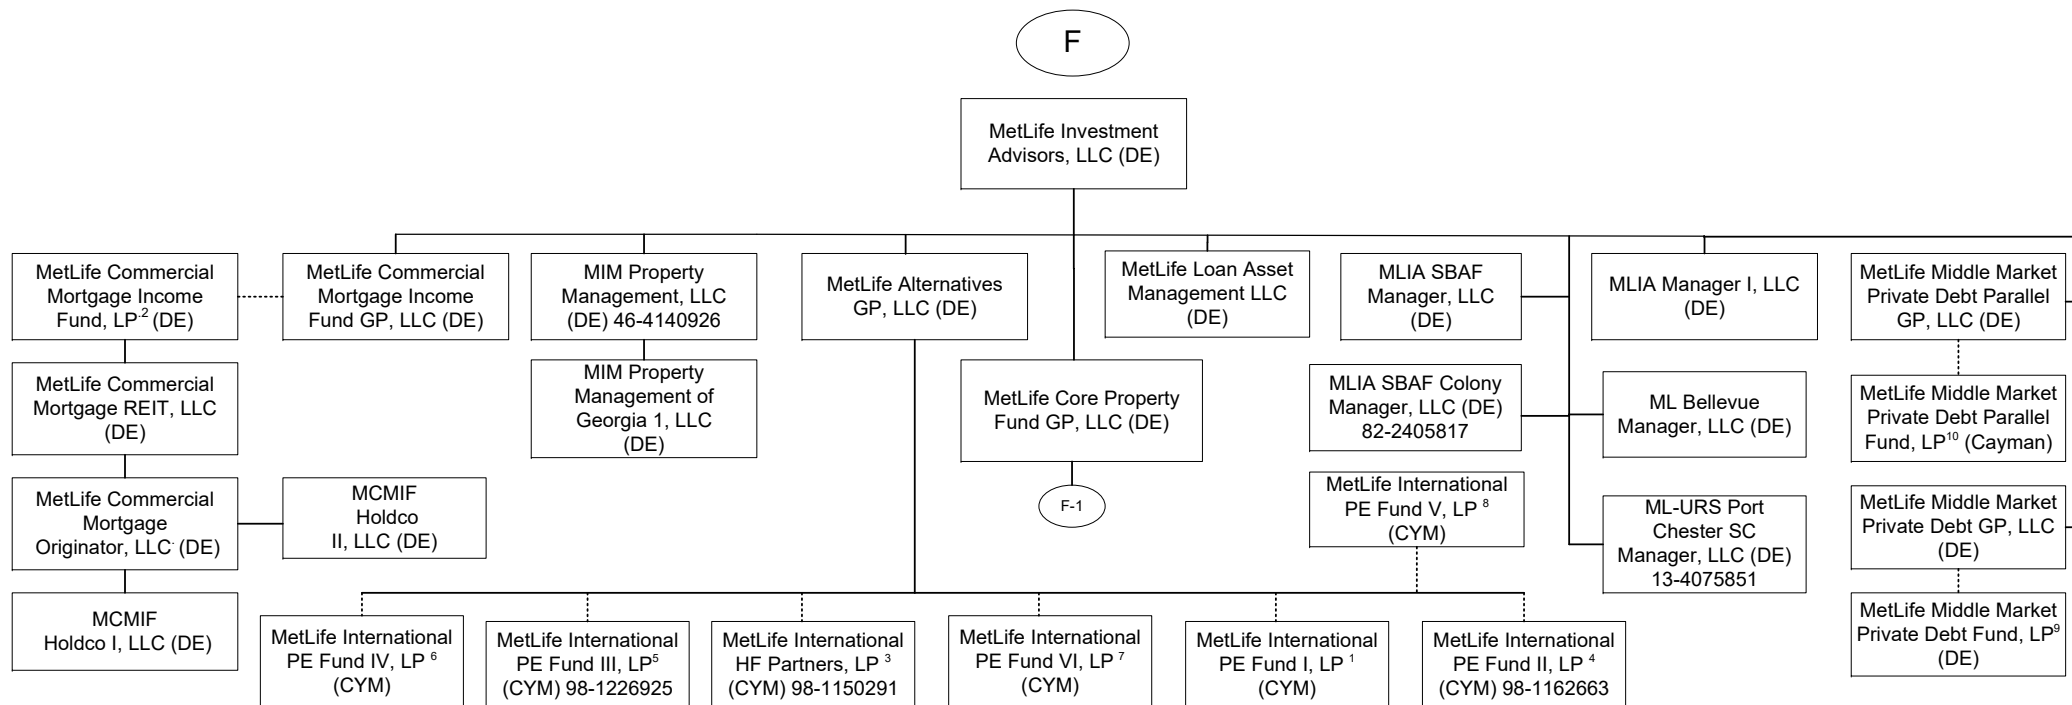 F
MetLife Investment
Advisors, LLC (DE)
MetLife Commercial
Mortgage Income
Fund, LP.2 (DE)
MetLife Commercial
Mortgage Income
Fund GP, LLC (DE)
MIM Property
Management, LLC
(DE) 46-4140926
MetLife Alternatives
GP, LLC (DE)
MetLife Loan Asset
Management LLC
(DE)
MLIA SBAF
Manager, LLC
(DE)
MLIA Manager I, LLC
(DE)
MetLife Middle Market
Private Debt Parallel
GP, LLC (DE)
MetLife Commercial
Mortgage REIT, LLC
(DE)
MIM Property
Management of
Georgia 1, LLC
(DE)
MetLife Core Property
Fund GP, LLC (DE)
MLIA SBAF Colony
Manager, LLC (DE)
82-2405817
ML Bellevue
Manager, LLC (DE)
MetLife Middle Market
Private Debt Parallel
Fund, LP10 (Cayman)
MetLife Commercial
Mortgage
Originator, LLC. (DE)
MCMIF
Holdco
II, LLC (DE)
F-1
MetLife International
PE Fund V, LP 8
(CYM)
ML-URS Port
Chester SC
Manager, LLC (DE)
13-4075851
MetLife Middle Market
Private Debt GP, LLC
(DE)
MCMIF
Holdco I, LLC (DE)
MetLife International
PE Fund IV, LP 6
(CYM)
MetLife International
PE Fund III, LP5
(CYM) 98-1226925
MetLife International
HF Partners, LP 3
(CYM) 98-1150291
MetLife International
PE Fund VI, LP 7
(CYM)
MetLife International
PE Fund I, LP 1
(CYM)
MetLife International
PE Fund II, LP 4
(CYM) 98-1162663
MetLife Middle Market
Private Debt Fund, LP9
(DE)